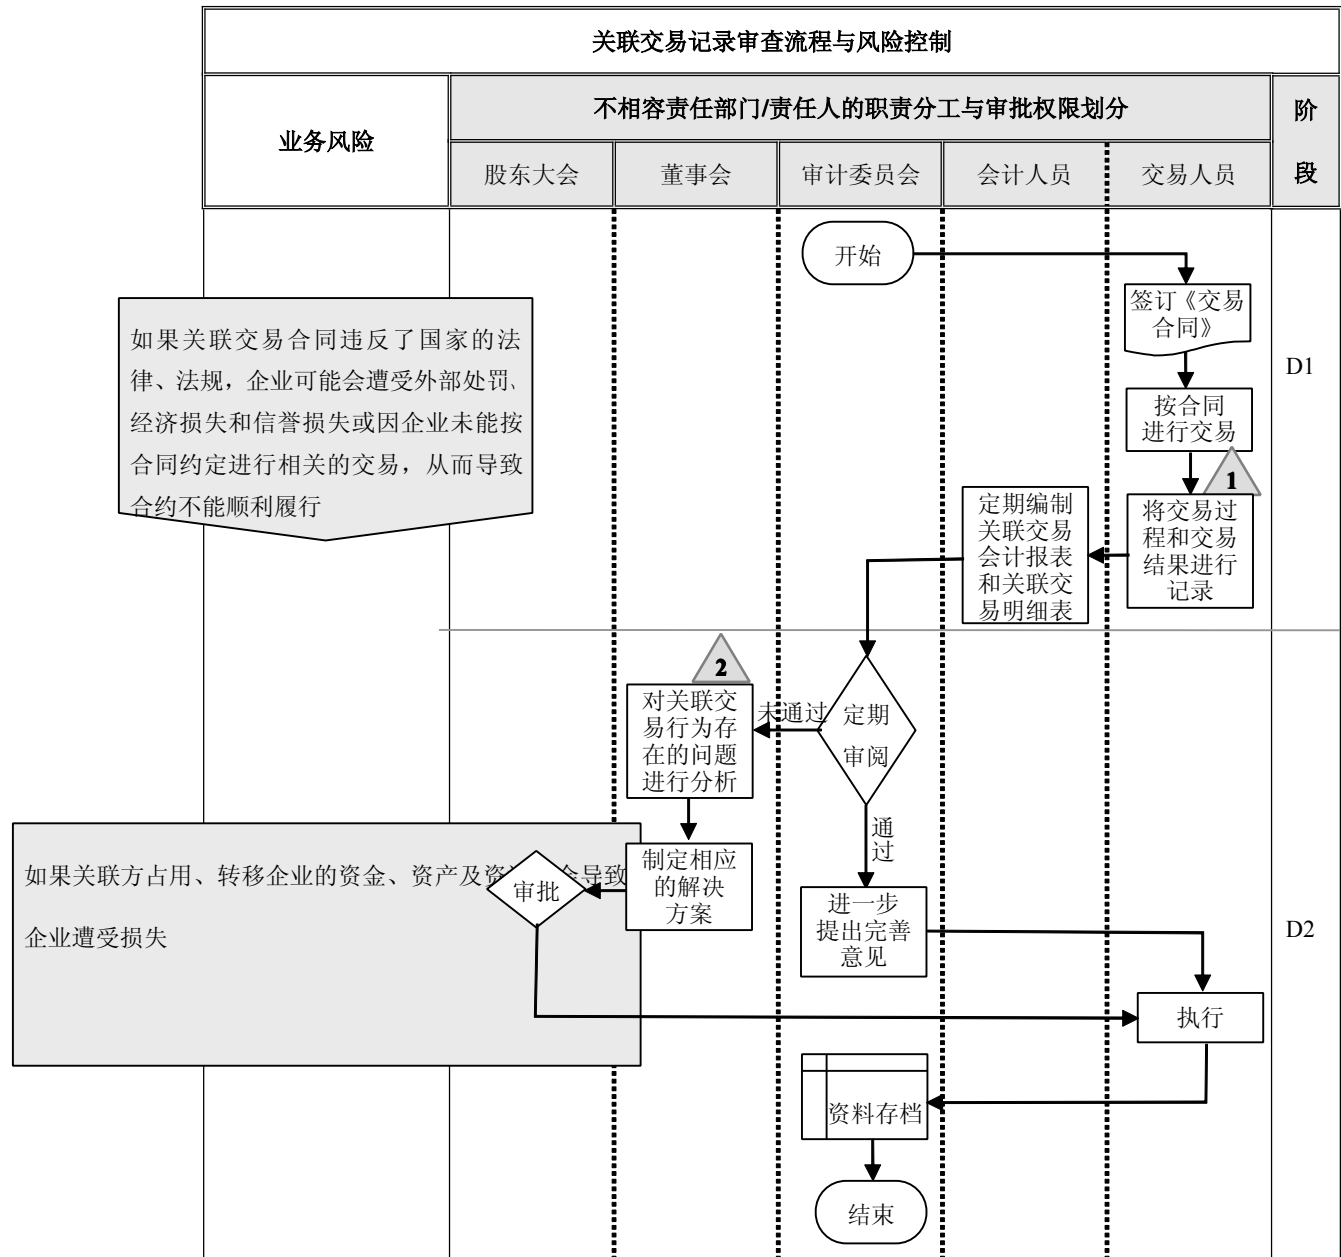 关联交易记录审查流程与风险控制
不相容责任部门/责任人的职责分工与审批权限划分
业务风险
阶
段
股东大会
董事会
审计委员会
会计人员
交易人员
开始
签订《交易
合同》
如果关联交易合同违反了国家的法
律、法规，企业可能会遭受外部处罚、
经济损失和信誉损失或因企业未能按
合同约定进行相关的交易，从而导致
合约不能顺利履行
D1
按合同
进行交易
1
将交易过
程和交易
结果进行
记录
定期编制
关联交易
会计报表
和关联交
易明细表
2
对关联交
易行为存
在的问题
进行分析
未通过
定期
审阅
通
过
如果关联方占用、转移企业的资金、资产及资
会导致
企业遭受损失
审批
制定相应
的解决
方案
进一步
提出完善
意见
D2
执行
资料存档
结束